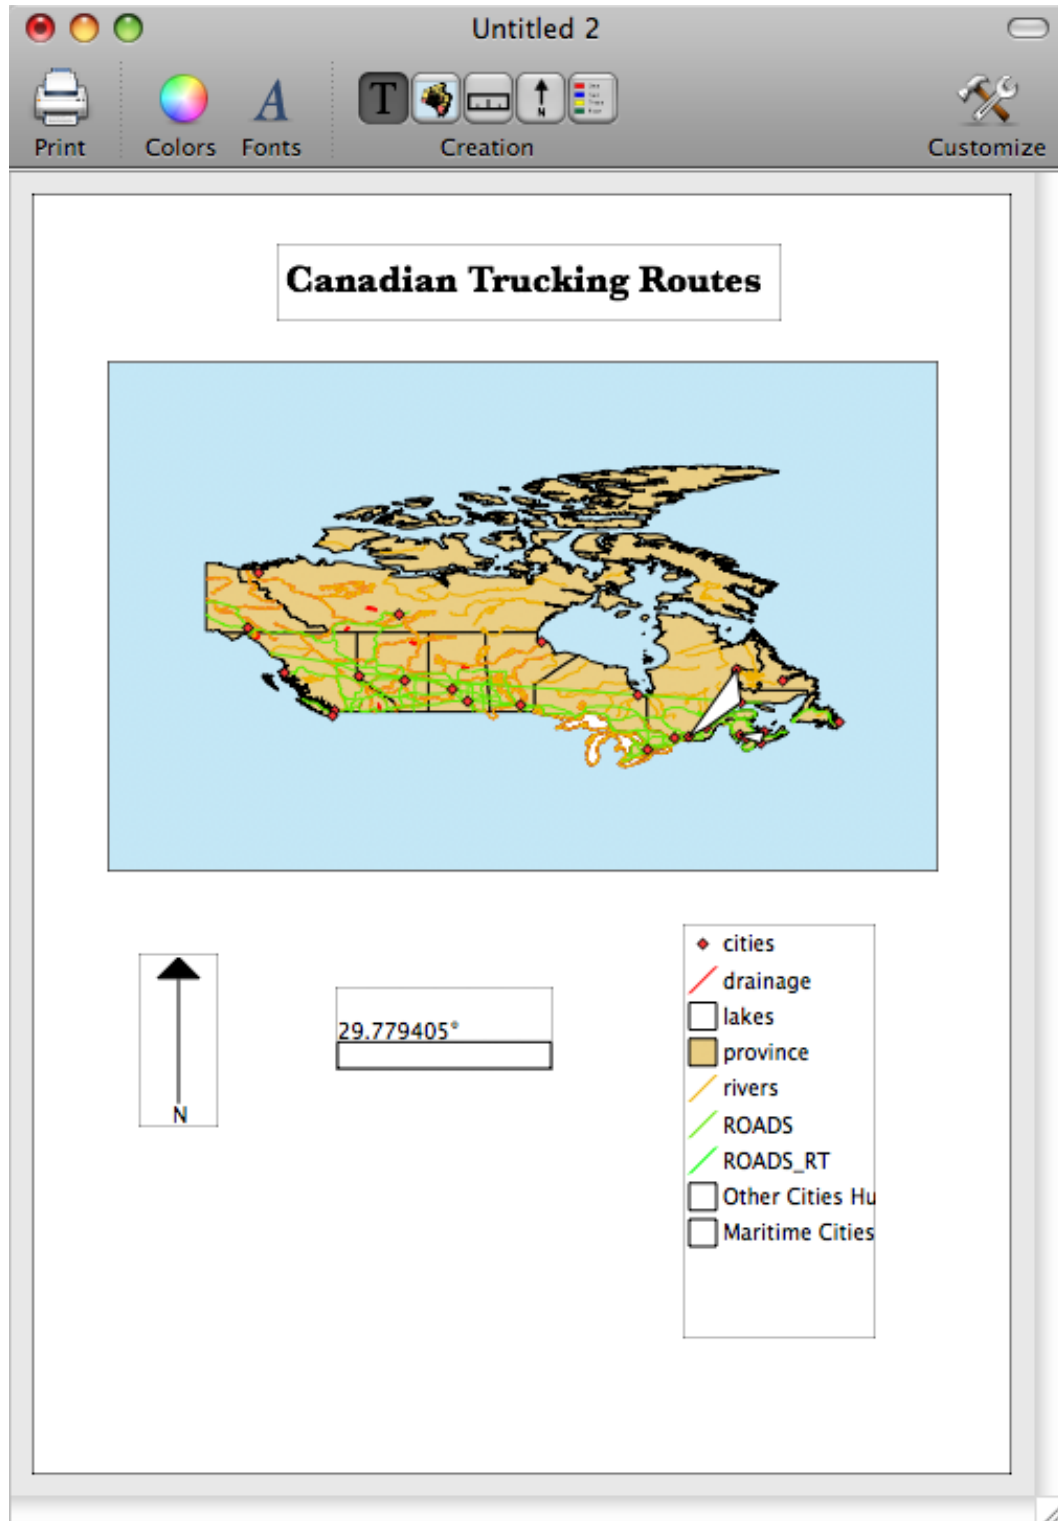 Untitled 2
T
A
N
Print
Colors
Fonts
Creation
Customize
Canadian Trucking Routes
cities
drainage
lakes
province
rivers
ROADS
ROADS_RT
Other Cities Hu
Maritime Cities
29.779405°
N